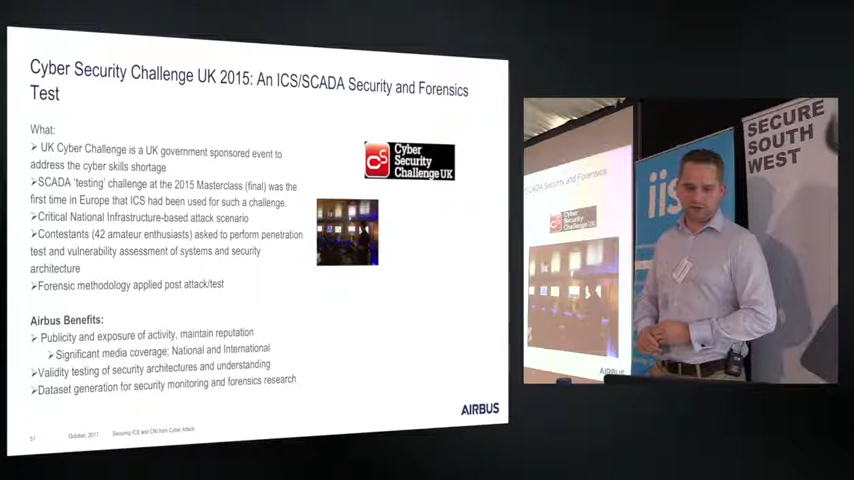 Cyber Security Challenge UK 2015: An ICS/SCADA Security and Forensics
Test
What:
➢ UK Cyber Challenge is a UK government sponsored event to
address the cyber skills shortage
➢SCADA 'testing' challenge at the 2015 Masterclass (final) was the
first time in Europe that ICS had been used for such a challenge.
➢Critical National Infrastructure-based attack scenario
➢Contestants (42 amateur enthusiasts) asked to perform penetration
test and vulnerability assessment of systems and security
architecture
➢Forensic methodology applied post attack/test
Airbus Benefits:
➢ Publicity and exposure of activity, maintain reputation
➢Significant media coverage; National and International
➢Validity testing of security architectures and understanding
➢Dataset generation for security monitoring and forensics research
CS
Cyber
Security
Challenge UK
AIRBUS
51
October, 2017
Securing ICS and CNI from Cyber Attack
SCADA Security and Forensics
Cyber
Security
Challenge UK
AIRBUS
iis
SECURE
SOUTH
WEST